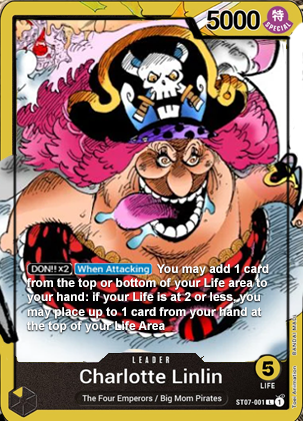 5000 特
SPECIAL
DON!!×2 When Attacking You may add 1 card
from the top or bottom of your Life area to
your hand: if your Life is at 2 or less, you
may place up to 1 card from your hand at
the top of your Life Area
LEADER
Charlotte Linlin
5
LIFE
The Four Emperors / Big Mom Pirates
ST07-001 L 1